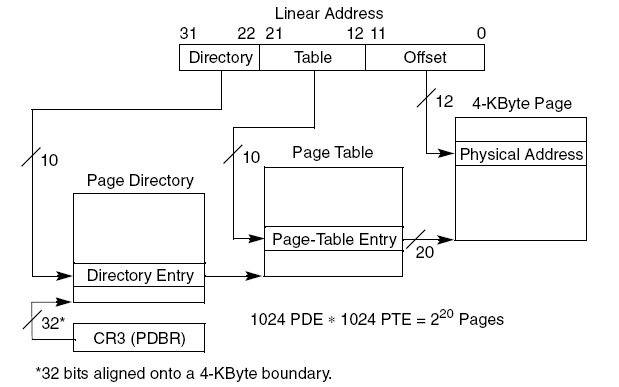 Linear Address
31 22 21 12 11 0
Directory Table Offset
12 4-KByte Page
10 10 Page Table Physical Address
Page Directory
Page-Table Entry 20
Directory Entry
32* 1024 PDE * 1024 PTE = 2^20 Pages
CR3 (PDBR)
*32 bits aligned onto a 4-KByte boundary.